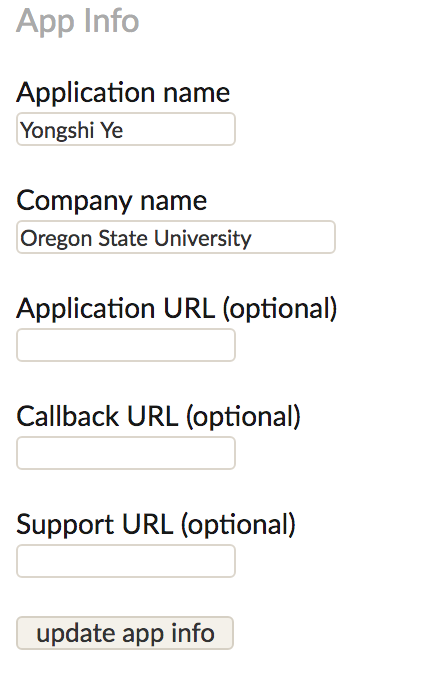 App Info
Application name
Yongshi Ye
Company name
Oregon State University
Application URL (optional)
Callback URL (optional)
Support URL (optional)
update app info